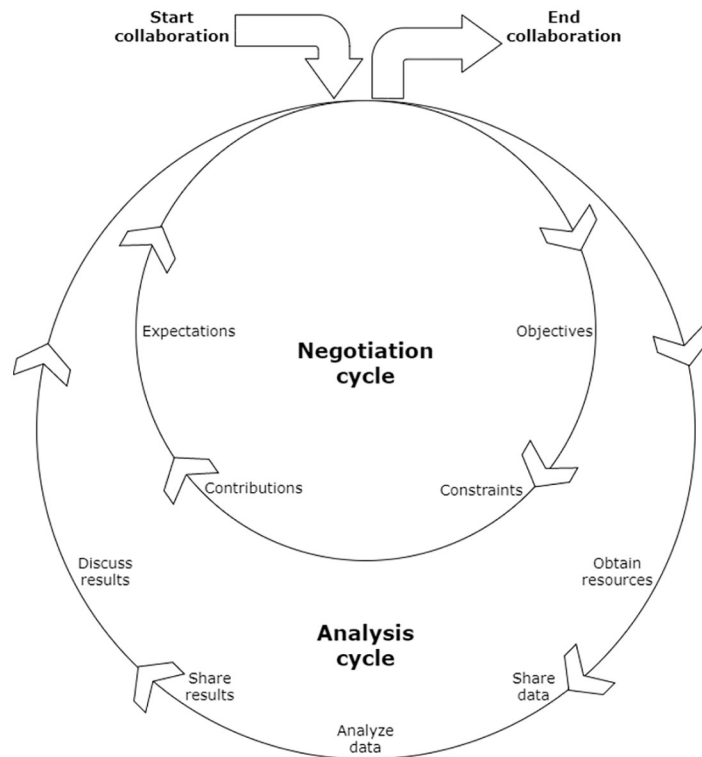 Start
collaboration
End
collaboration
Expectations
Objectives
Negotiation
cycle
Contributions
Constraints
Discuss
results
Obtain
resources
Analysis
cycle
Share
results
Share
data
Analyze
data